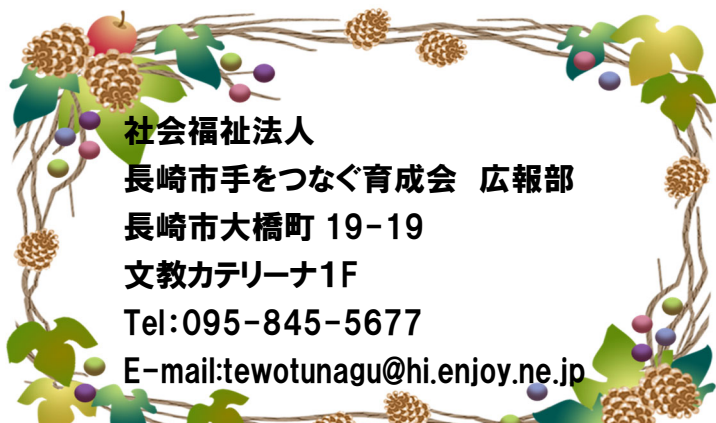 社会福祉法人
長崎市手をつなぐ育成会　広報部
長崎市大橋町 19-19
文教カテリーナ1F
Tel：095-845-5677
E-mail:tewotunagu@hi.enjoy.ne.jp